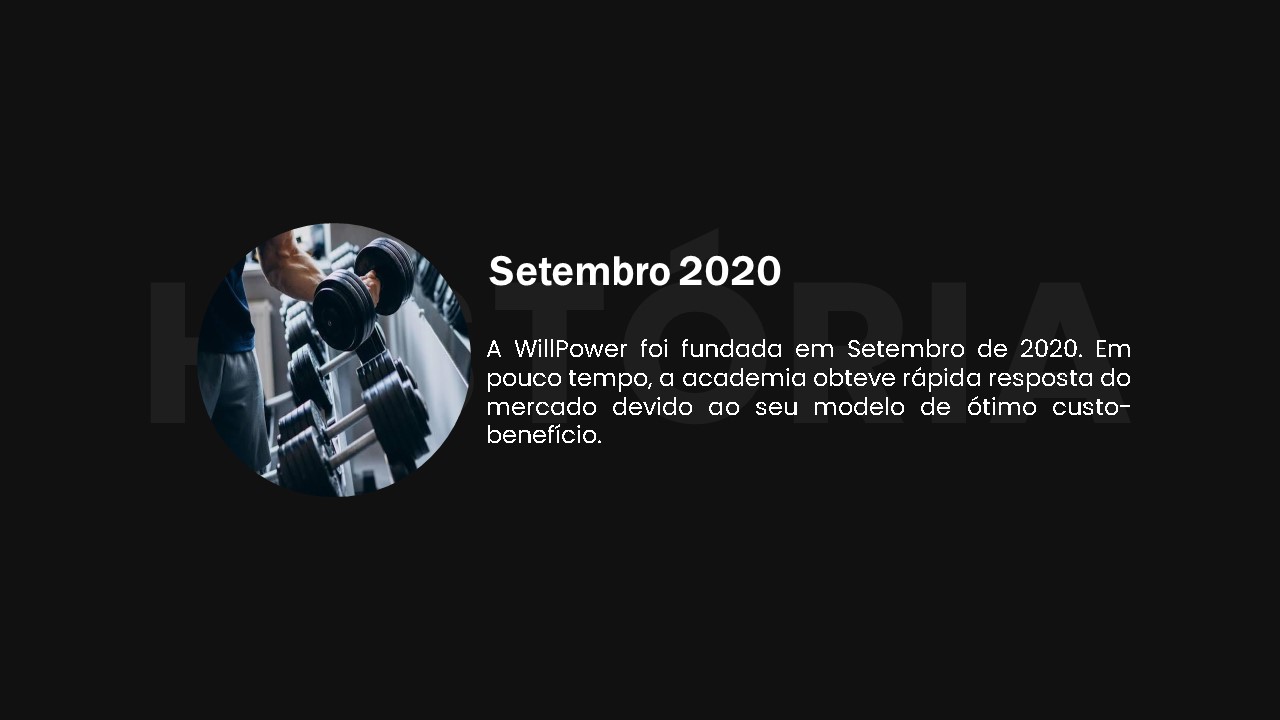 HISTÓRIA
Setembro 2020
A WillPower foi fundada em Setembro de 2020. Em
pouco tempo, a academia obteve rápida resposta do
mercado devido ao seu modelo de ótimo custo-
benefício.